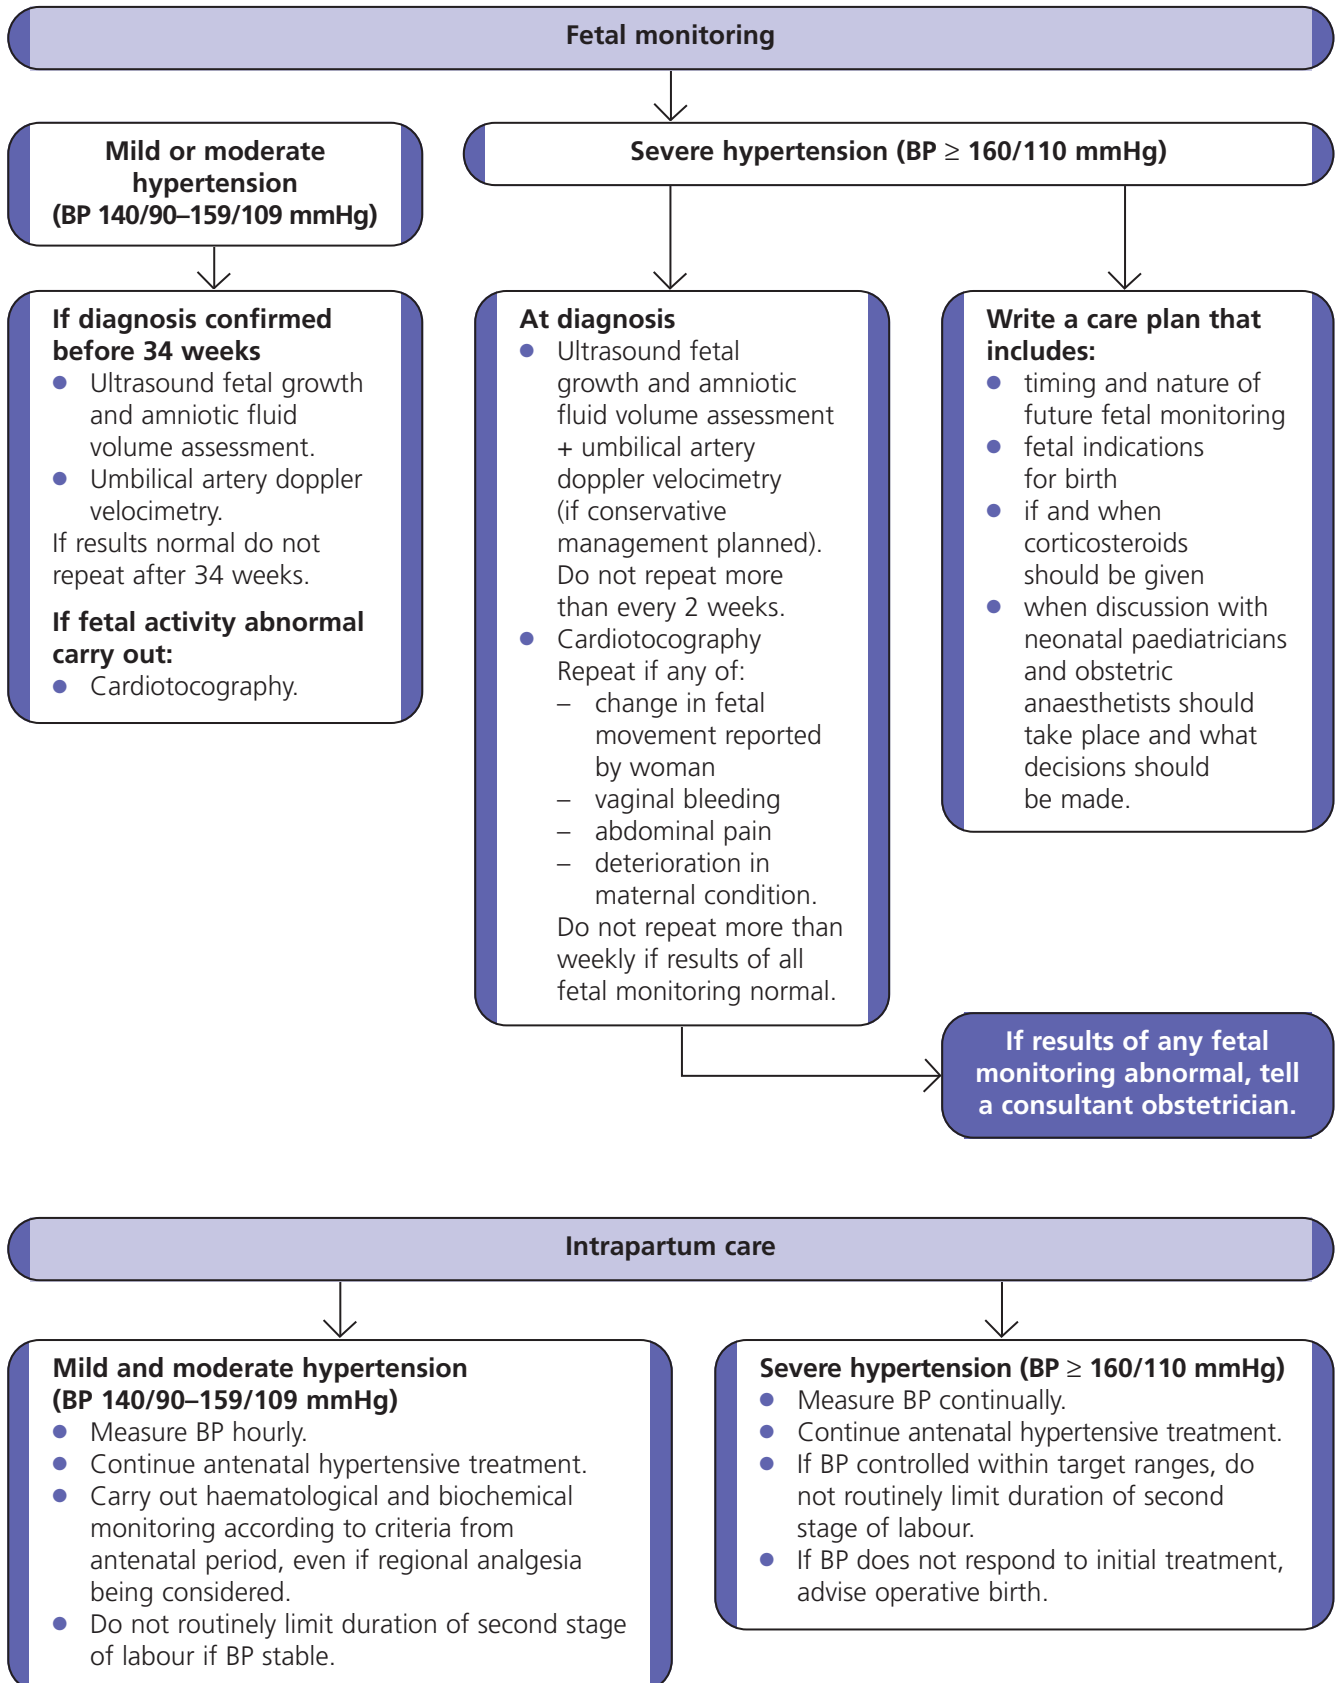 Fetal monitoring
Mild or moderate
hypertension
(BP 140/90–159/109 mmHg)
Severe hypertension (BP ≥ 160/110 mmHg)
If diagnosis confirmed
before 34 weeks
● Ultrasound fetal growth
and amniotic fluid
volume assessment.
● Umbilical artery doppler
velocimetry.
If results normal do not
repeat after 34 weeks.
If fetal activity abnormal
carry out:
● Cardiotocography.
At diagnosis
● Ultrasound fetal
growth and amniotic
fluid volume assessment
+ umbilical artery
doppler velocimetry
(if conservative
management planned).
Do not repeat more
than every 2 weeks.
● Cardiotocography
Repeat if any of:
– change in fetal
movement reported
by woman
– vaginal bleeding
– abdominal pain
– deterioration in
maternal condition.
Do not repeat more than
weekly if results of all
fetal monitoring normal.
Write a care plan that
includes:
● timing and nature of
future fetal monitoring
● fetal indications
for birth
● if and when
corticosteroids
should be given
● when discussion with
neonatal paediatricians
and obstetric
anaesthetists should
take place and what
decisions should
be made.
If results of any fetal
monitoring abnormal, tell
a consultant obstetrician.
Intrapartum care
Mild and moderate hypertension
(BP 140/90–159/109 mmHg)
● Measure BP hourly.
● Continue antenatal hypertensive treatment.
● Carry out haematological and biochemical
monitoring according to criteria from
antenatal period, even if regional analgesia
being considered.
● Do not routinely limit duration of second stage
of labour if BP stable.
Severe hypertension (BP ≥ 160/110 mmHg)
● Measure BP continually.
● Continue antenatal hypertensive treatment.
● If BP controlled within target ranges, do
not routinely limit duration of second
stage of labour.
● If BP does not respond to initial treatment,
advise operative birth.